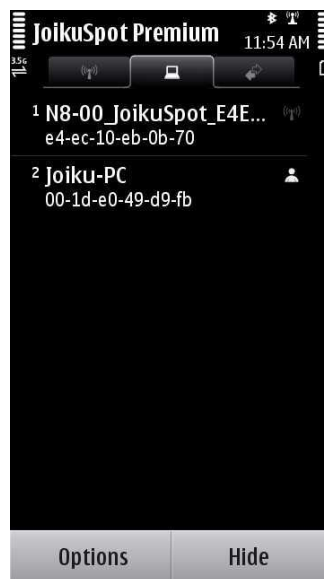 JoikuSpot Premium
11:54 AM
3.5G
1 N8-00_JoikuSpot_E4E...
e4-ec-10-eb-0b-70
2 Joiku-PC
00-1d-e0-49-d9-fb
Options Hide